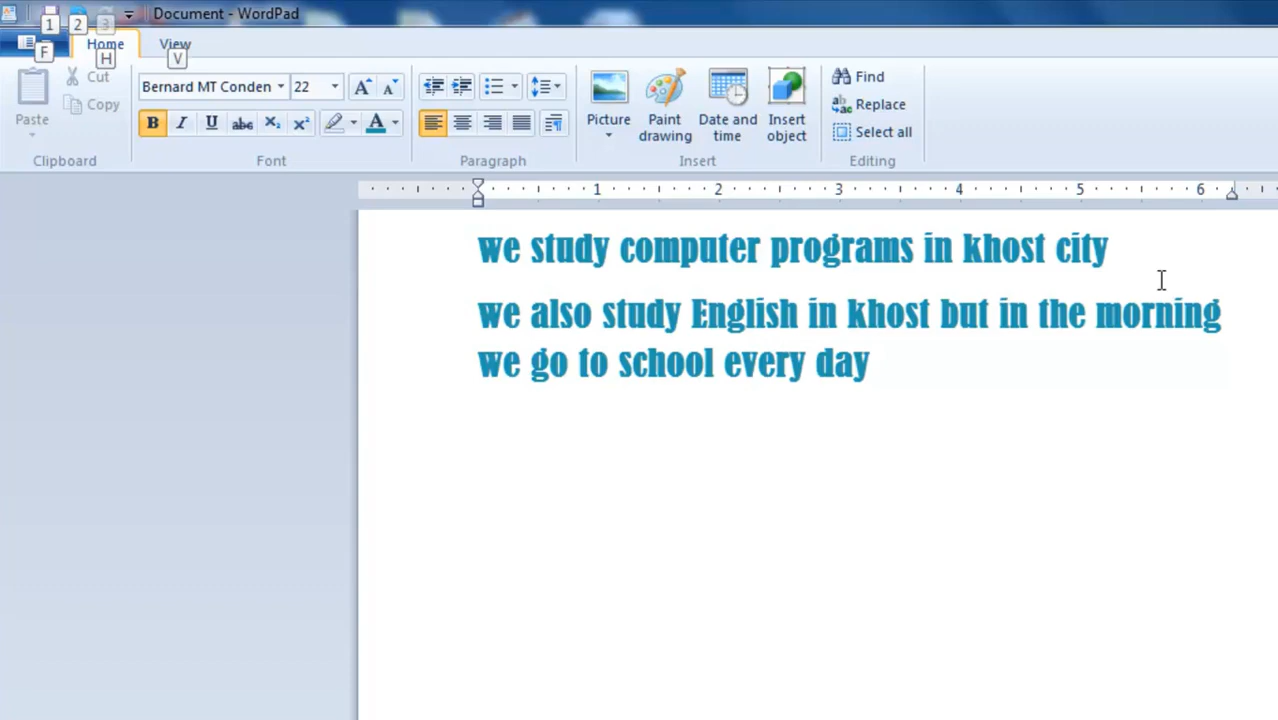 Document - WordPad
1 2 3
F Home H View V
Paste
Cut
Copy
Clipboard
Bernard MT Conden 22
B I U abc X₂ X² A
Font
Paragraph
Picture
Paint drawing
Date and time
Insert object
Insert
Find
Replace
Select all
Editing
1 2 3 4 5 6
we study computer programs in khost city
we also study English in khost but in the morning
we go to school every day